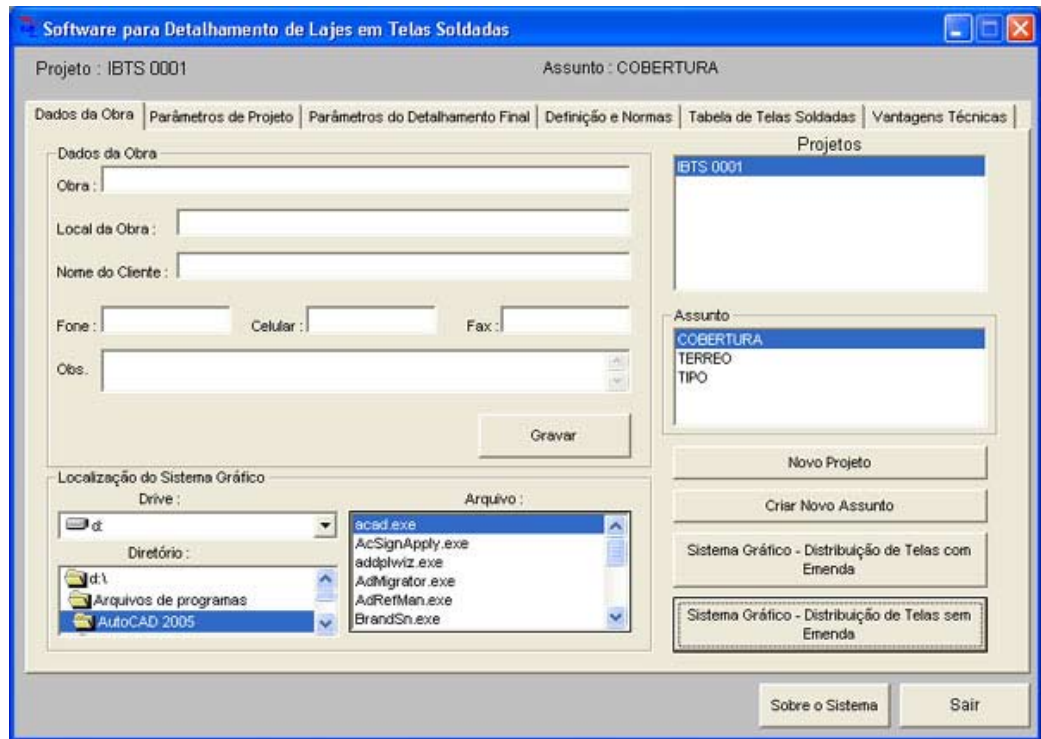 Software para Detalhamento de Lajes em Telas Soldadas
Projeto : IBTS 0001
Assunto : COBERTURA
Dados da Obra
Parâmetros de Projeto
Parâmetros do Detalhamento Final
Definição e Normas
Tabela de Telas Soldadas
Vantagens Técnicas
Dados da Obra
Obra :
Local da Obra :
Nome do Cliente :
Fone :
Celular :
Fax :
Obs.
Gravar
Localização do Sistema Gráfico
Drive :
d:
Diretório :
d:\
Arquivos de programas
AutoCAD 2005
Arquivo :
acad.exe
AcSignApply.exe
addplwiz.exe
AdMigrator.exe
AdRefMan.exe
BrandSn.exe
Projetos
IBTS 0001
Assunto
COBERTURA
TERREO
TIPO
Novo Projeto
Criar Novo Assunto
Sistema Gráfico - Distribuição de Telas com
Emenda
Sistema Gráfico - Distribuição de Telas sem
Emenda
Sobre o Sistema
Sair